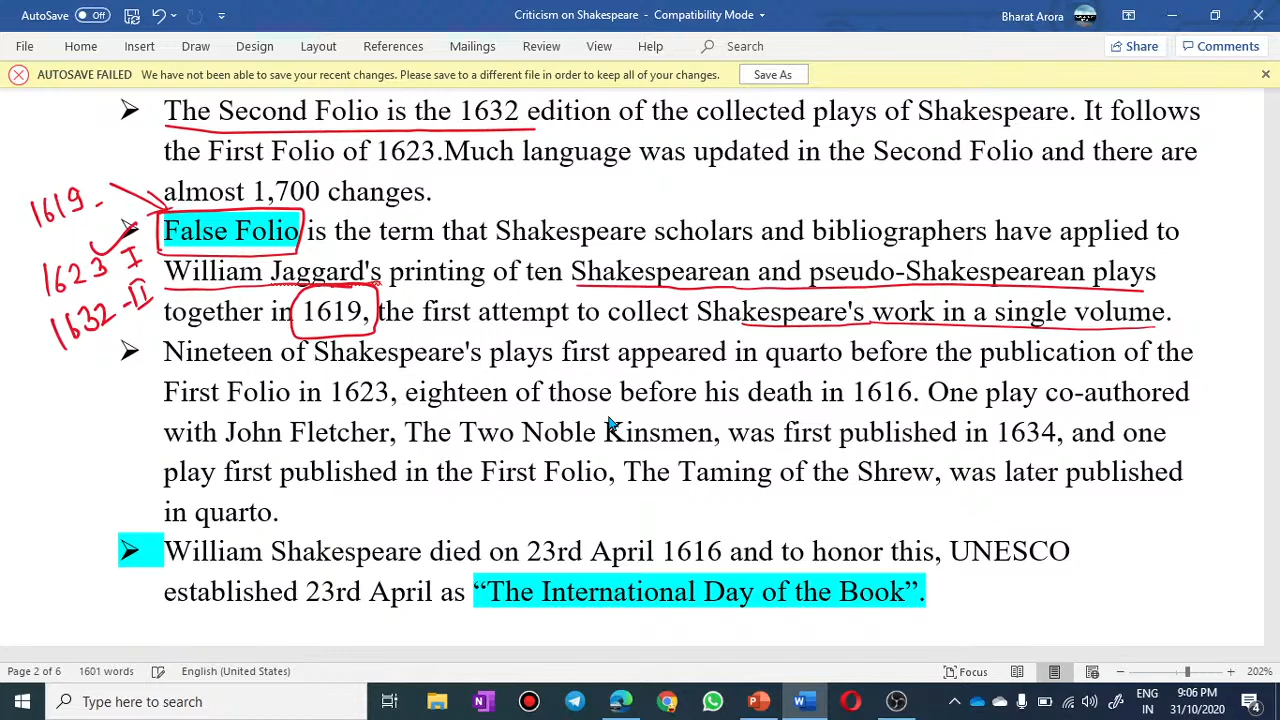 AutoSave Off
Criticism on Shakespeare - Compatibility Mode
Bharat Arora
File Home Insert Draw Design Layout References Mailings Review View Help Search Share Comments
AUTOSAVE FAILED We have not been able to save your recent changes. Please save to a different file in order to keep all of your changes. Save As
The Second Folio is the 1632 edition of the collected plays of Shakespeare. It follows
the First Folio of 1623.Much language was updated in the Second Folio and there are
almost 1,700 changes.
1619 -
False Folio is the term that Shakespeare scholars and bibliographers have applied to
1623 I
William Jaggard's printing of ten Shakespearean and pseudo-Shakespearean plays
1632 - II
together in 1619, the first attempt to collect Shakespeare's work in a single volume.
Nineteen of Shakespeare's plays first appeared in quarto before the publication of the
First Folio in 1623, eighteen of those before his death in 1616. One play co-authored
with John Fletcher, The Two Noble Kinsmen, was first published in 1634, and one
play first published in the First Folio, The Taming of the Shrew, was later published
in quarto.
William Shakespeare died on 23rd April 1616 and to honor this, UNESCO
established 23rd April as “The International Day of the Book”.
Page 2 of 6 1601 words English (United States) Focus 202%
Type here to search
ENG
IN
9:06 PM
31/10/2020
4